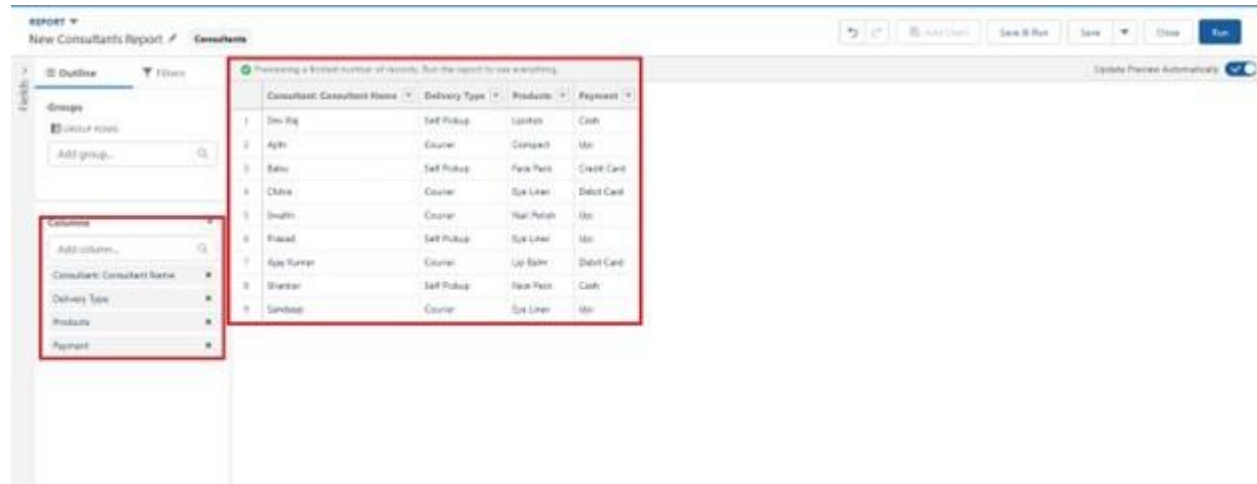 REPORT
New Consultants Report Consultants
Add Chart Save & Run Save Close Run
Fields
Outline Filters
Previewing a limited number of records. Run the report to see everything.
Update Preview Automatically
Groups
GROUP ROWS
Add group...
Columns
Add column...
Consultant: Consultant Name
Delivery Type
Products
Payment
Consultant: Consultant Name Delivery Type Products Payment
1 Dev Raj Self Pickup Lipstick Cash
2 Courier Compact Upi
3 Babu Self Pickup Face Pack Credit Card
4 Chitra Courier Eye Liner Debit Card
5 Swathi Courier Nail Polish Upi
6 Prasad Self Pickup Eye Liner Upi
7 Ajay Kumar Courier Lip Balm Debit Card
8 Shankar Self Pickup Face Pack Cash
9 Sandeep Courier Eye Liner Upi